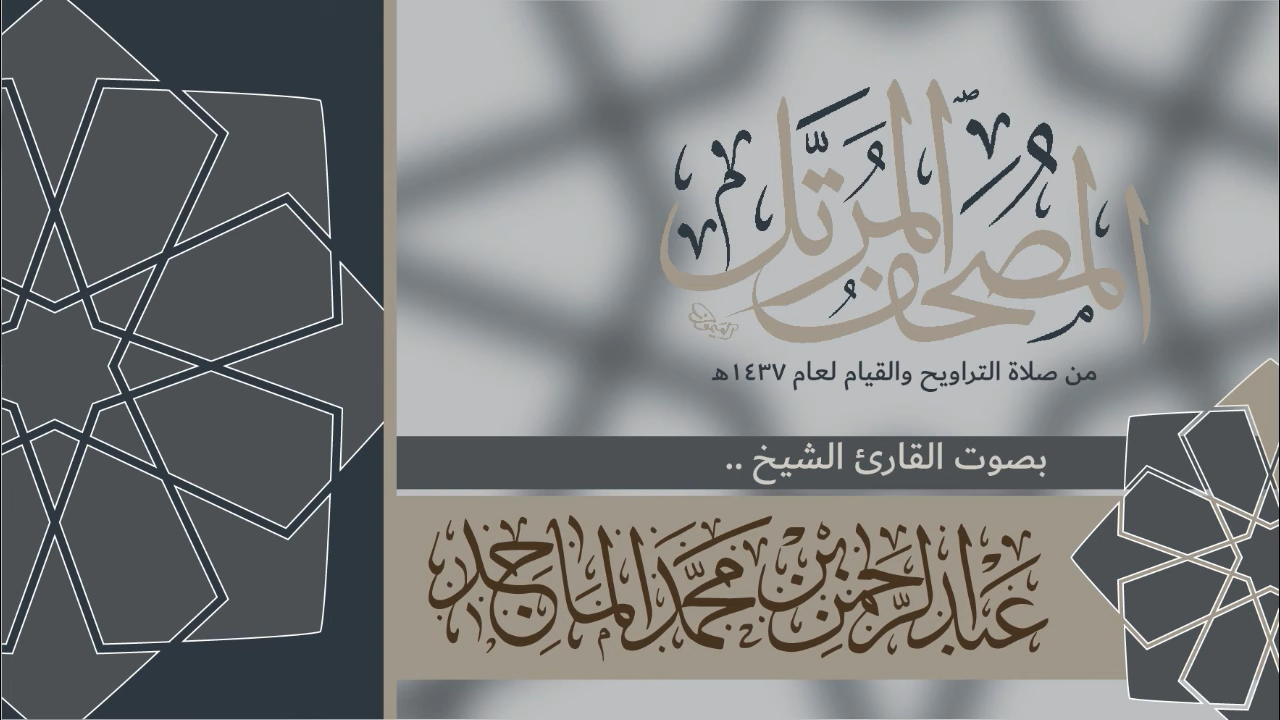 المصحف المرتل
من صلاة التراويح والقيام لعام ١٤٣٧هـ
بصوت القارئ الشيخ ..
عبدالرحمن بن محمد الماجد